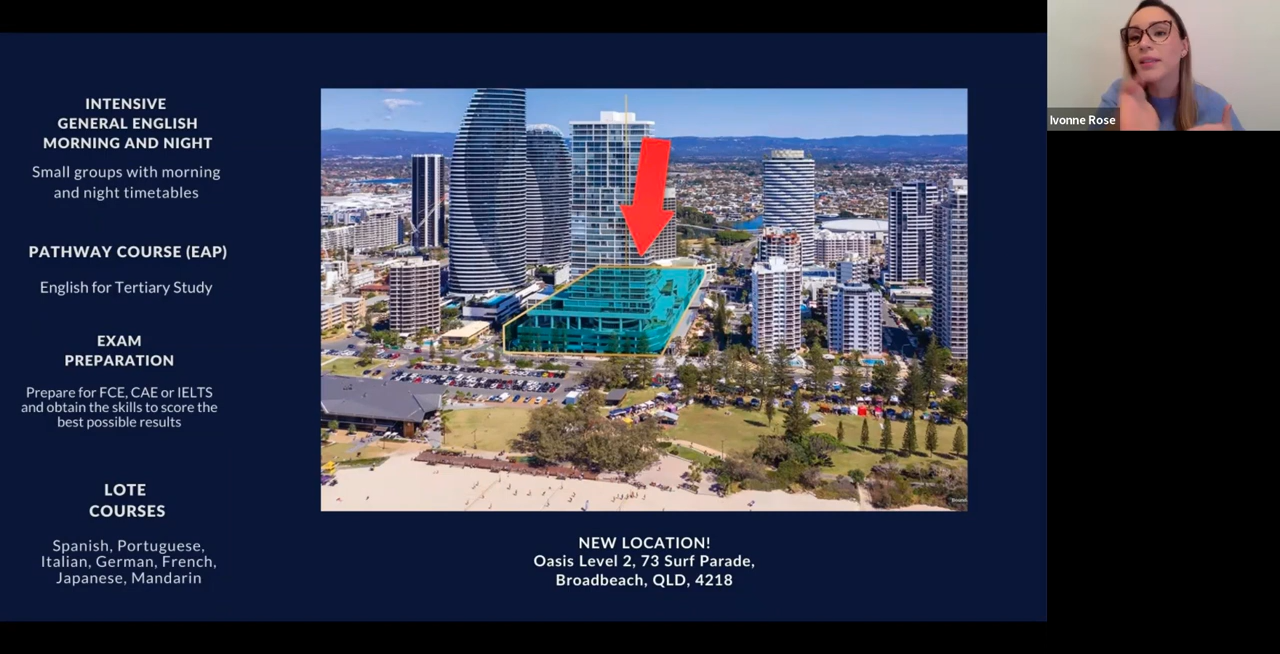 INTENSIVE
GENERAL ENGLISH
MORNING AND NIGHT
Small groups with morning
and night timetables
PATHWAY COURSE (EAP)
English for Tertiary Study
EXAM
PREPARATION
Prepare for FCE, CAE or IELTS
and obtain the skills to score the
best possible results
LOTE
COURSES
Spanish, Portuguese,
Italian, German, French,
Japanese, Mandarin
NEW LOCATION!
Oasis Level 2, 73 Surf Parade,
Broadbeach, QLD, 4218
Ivonne Rose